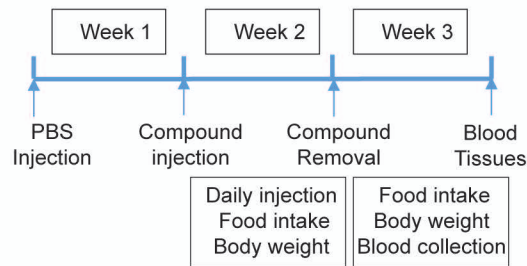 Week 1
Week 2
Week 3
PBS
Injection
Compound
injection
Compound
Removal
Blood
Tissues
Daily injection
Food intake
Body weight
Food intake
Body weight
Blood collection